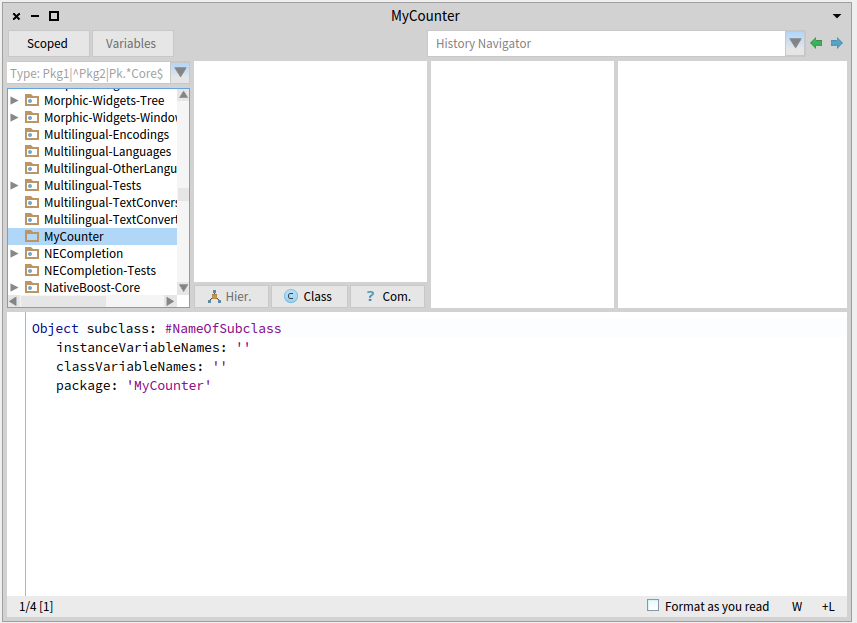 MyCounter
Scoped
Variables
History Navigator
Type: Pkg1|^Pkg2|Pk.*Core$
Morphic-Widgets-Tree
Morphic-Widgets-Window
Multilingual-Encodings
Multilingual-Languages
Multilingual-OtherLangu
Multilingual-Tests
Multilingual-TextConvers
Multilingual-TextConvert
MyCounter
NECompletion
NECompletion-Tests
NativeBoost-Core
Hier.
C Class
? Com.
Object subclass: #NameOfSubclass
instanceVariableNames: ''
classVariableNames: ''
package: 'MyCounter'
1/4 [1]
Format as you read
W
+L